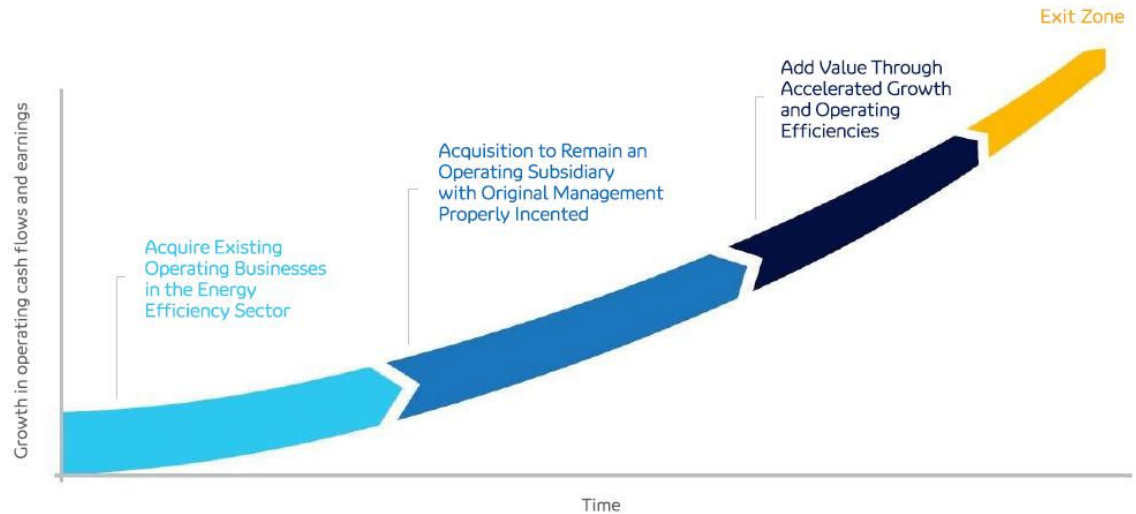 Exit Zone
Add Value Through
Accelerated Growth
and Operating
Efficiencies
Acquisition to Remain an
Operating Subsidiary
with Original Management
Properly Incented
Acquire Existing
Operating Businesses
in the Energy
Efficiency Sector
Growth in operating cash flows and earnings
Time